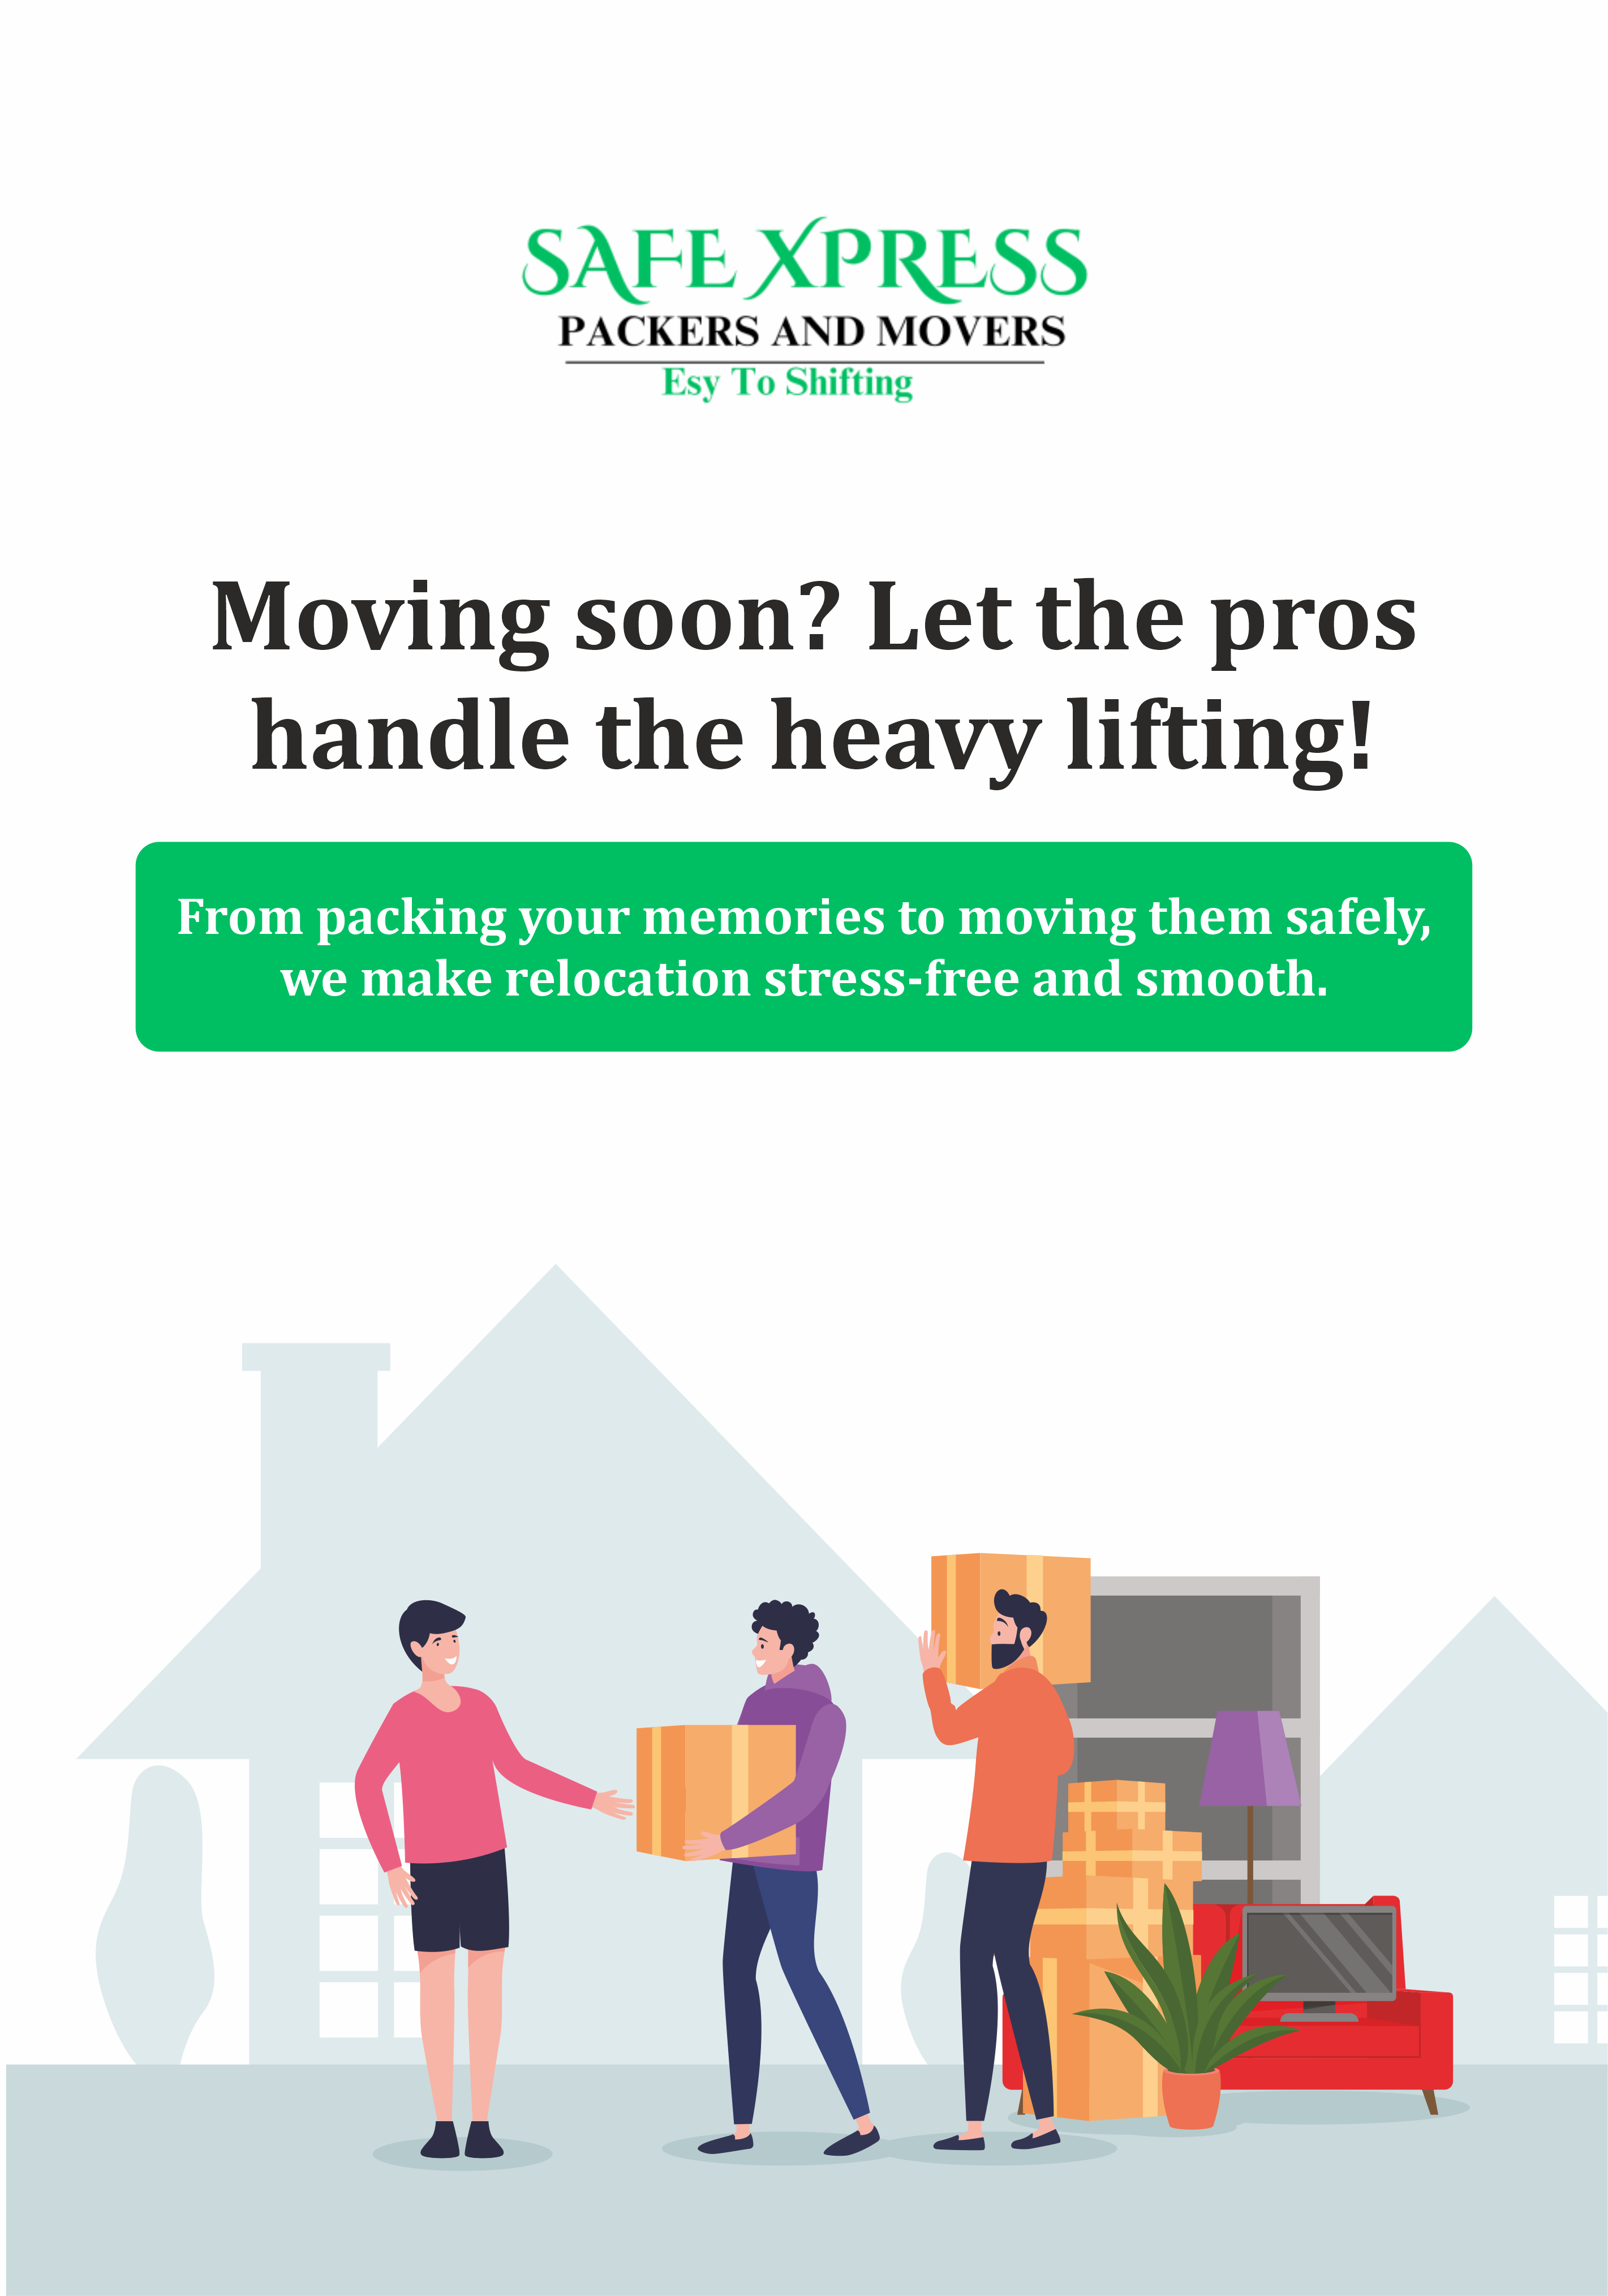 SAFE XPRESS
PACKERS AND MOVERS
Esy To Shifting
Moving soon? Let the pros
handle the heavy lifting!
From packing your memories to moving them safely,
we make relocation stress-free and smooth.